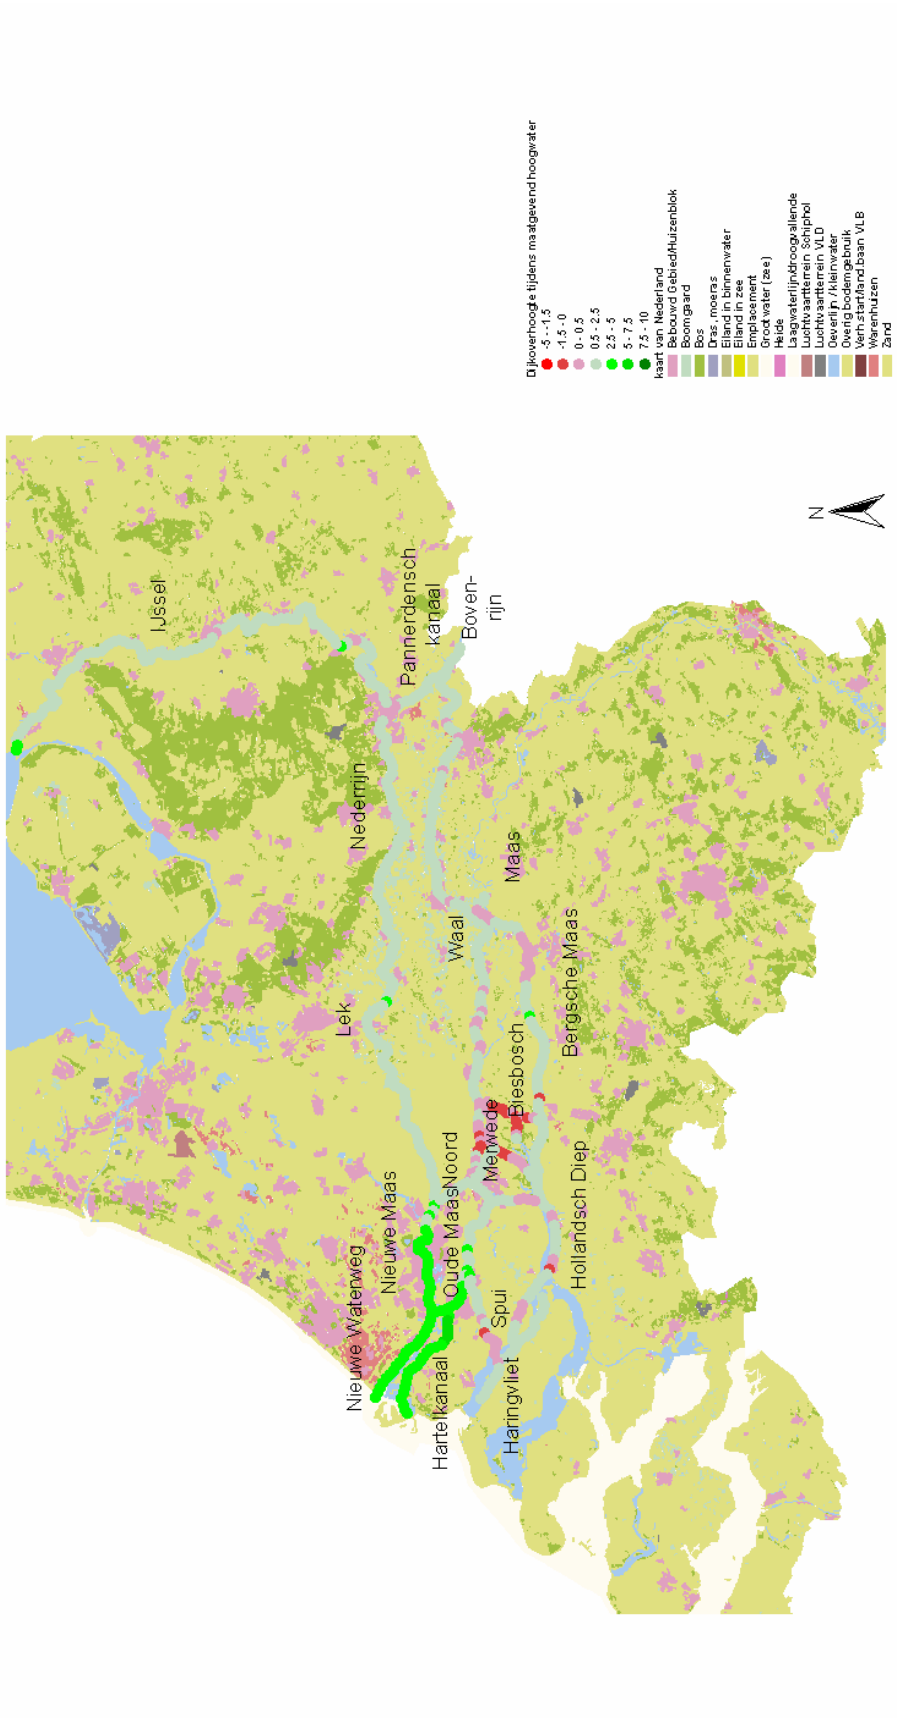 IJssel
Pannerdensch
kanaal
Boven-
rijn
Nederrijn
Maas
Waal
Lek
Bergsche Maas
Biesbosch
Merwede
Noord
Oude Maas
Nieuwe Maas
Hollandsch Diep
Nieuwe Waterweg
Spui
Hartelkanaal
Haringvliet
N
Dijkoverhoogte tijdens maatgevend hoogwater
-5 - -1.5
-1.5 - 0
0 - 0.5
0.5 - 2.5
2.5 - 5
5 - 7.5
7.5 - 10
kaart van Nederland
Bebouwd Gebied/Huizenblok
Boomgaard
Bos
Dras, moeras
Eiland in binnenwater
Eiland in zee
Emplacement
Groot water (zee)
Heide
Laagwaterlijn/droogvallende
Luchtvaartterrein Schiphol
Luchtvaartterrein VLD
Oeverlijn / kleinwater
Overig bodemgebruik
Verh.start/land.baan VLB
Warenhuizen
Zand